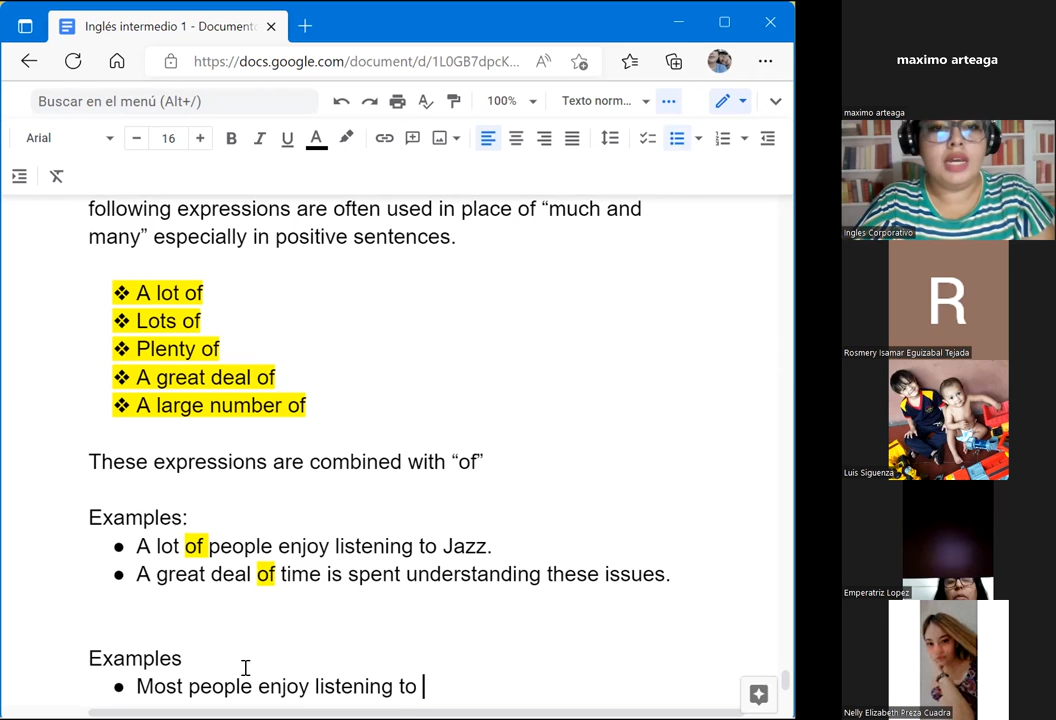 Inglés intermedio 1 - Documento
https://docs.google.com/document/d/1L0GB7dpcK...
Buscar en el menú (Alt+/)
100%
Texto norm...
Arial
16
following expressions are often used in place of “much and
many” especially in positive sentences.
❖ A lot of
❖ Lots of
❖ Plenty of
❖ A great deal of
❖ A large number of
These expressions are combined with “of”
Examples:
● A lot of people enjoy listening to Jazz.
● A great deal of time is spent understanding these issues.
Examples
● Most people enjoy listening to
maximo arteaga
maximo arteaga
Ingles Corporativo
R
Rosmery Isamar Eguizabal Tejada
Luis Siguenza
Emperatriz Lopez
Nelly Elizabeth Preza Cuadra